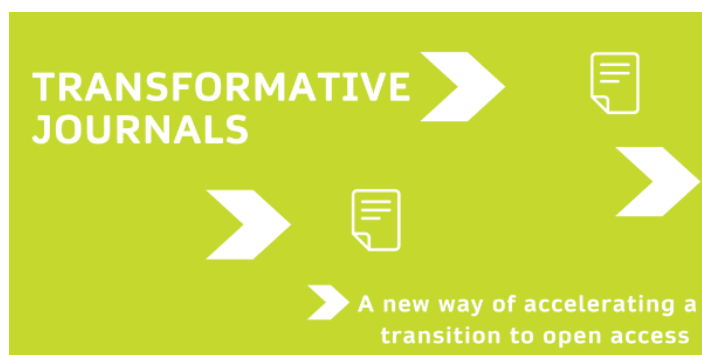 TRANSFORMATIVE
JOURNALS
A new way of accelerating a
transition to open access